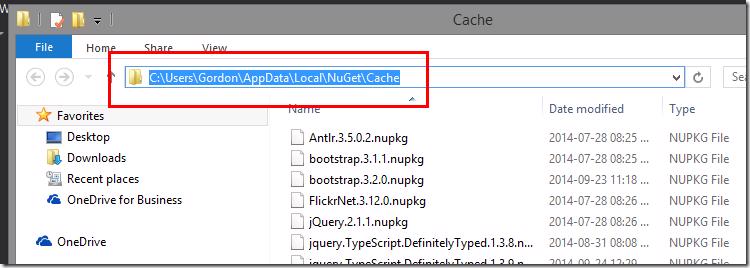 Cache
File Home Share View
C:\Users\Gordon\AppData\Local\NuGet\Cache
Name Date modified Type
Favorites
Desktop
Downloads
Recent places
OneDrive for Business
OneDrive
Antlr.3.5.0.2.nupkg 2014-07-28 08:25 ... NUPKG File
bootstrap.3.1.1.nupkg 2014-07-28 08:25 ... NUPKG File
bootstrap.3.2.0.nupkg 2014-09-23 11:18 ... NUPKG File
FlickrNet.3.12.0.nupkg 2014-07-28 08:26 ... NUPKG File
jQuery.2.1.1.nupkg 2014-07-28 08:25 ... NUPKG File
jquery.TypeScript.DefinitelyTyped.1.3.8.n... 2014-08-31 08:08 ... NUPKG File